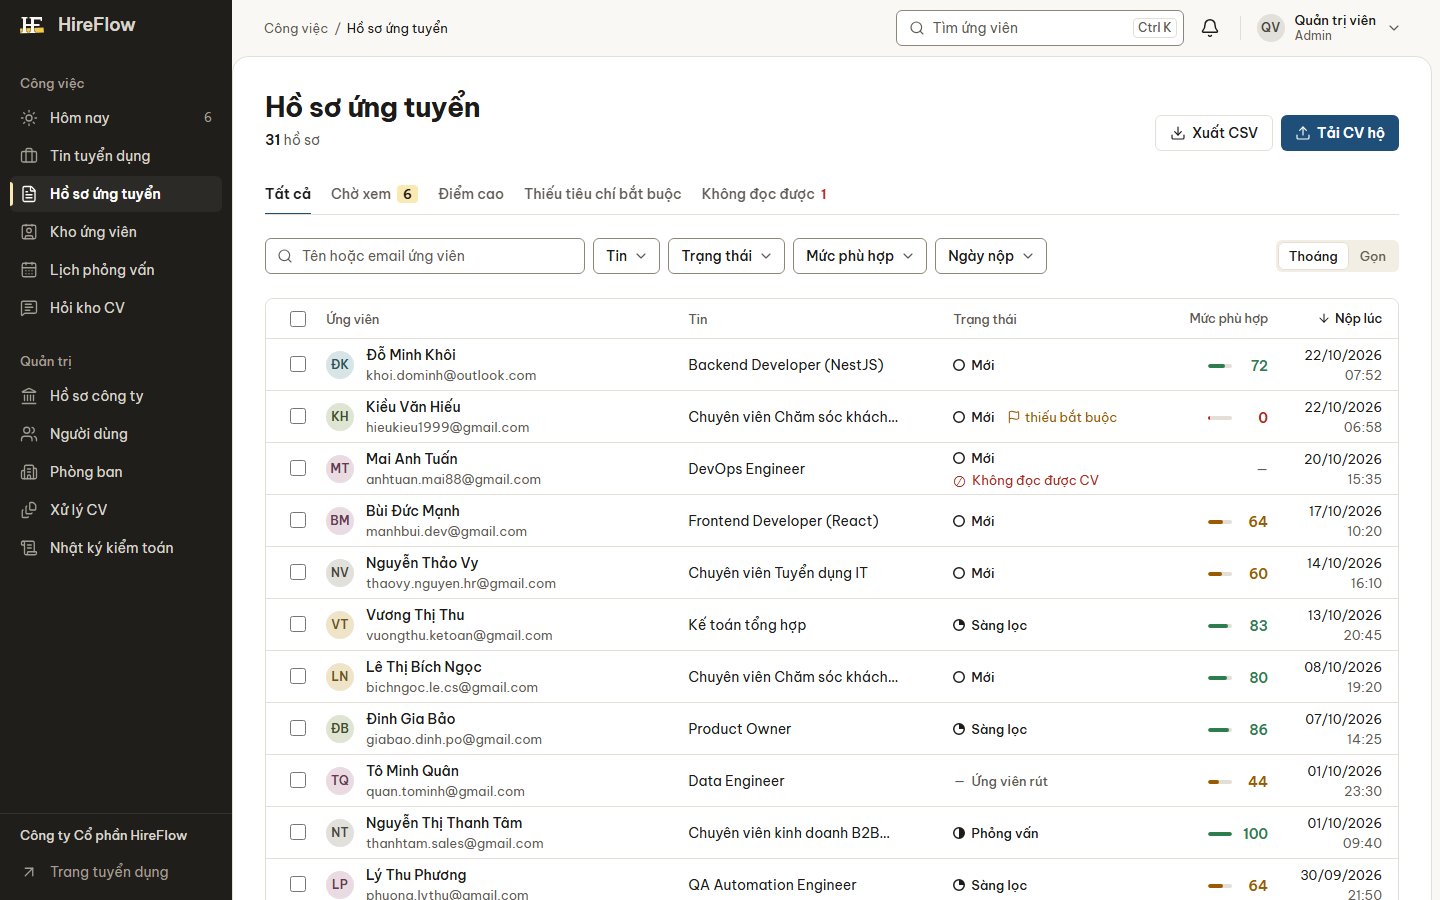 HireFlow
Công việc / Hồ sơ ứng tuyển
Tìm ứng viên
Ctrl K
QV
Quản trị viên
Admin
Công việc
Hôm nay 6
Tin tuyển dụng
Hồ sơ ứng tuyển
Kho ứng viên
Lịch phỏng vấn
Hỏi kho CV
Quản trị
Hồ sơ công ty
Người dùng
Phòng ban
Xử lý CV
Nhật ký kiểm toán
Công ty Cổ phần HireFlow
Trang tuyển dụng
Hồ sơ ứng tuyển
31 hồ sơ
Xuất CSV
Tải CV hộ
Tất cả Chờ xem 6 Điểm cao Thiếu tiêu chí bắt buộc Không đọc được 1
Tên hoặc email ứng viên
Tin Trạng thái Mức phù hợp Ngày nộp
Thoáng Gọn
Ứng viên Tin Trạng thái Mức phù hợp Nộp lúc
ĐK Đỗ Minh Khôi Backend Developer (NestJS) Mới 72 22/10/2026
khoi.dominh@outlook.com 07:52
KH Kiều Văn Hiếu Chuyên viên Chăm sóc khách... Mới thiếu bắt buộc 0 22/10/2026
hieukieu1999@gmail.com 06:58
MT Mai Anh Tuấn DevOps Engineer Mới – 20/10/2026
anhtuan.mai88@gmail.com Không đọc được CV 15:35
BM Bùi Đức Mạnh Frontend Developer (React) Mới 64 17/10/2026
manhbui.dev@gmail.com 10:20
NV Nguyễn Thảo Vy Chuyên viên Tuyển dụng IT Mới 60 14/10/2026
thaovy.nguyen.hr@gmail.com 16:10
VT Vương Thị Thu Kế toán tổng hợp Sàng lọc 83 13/10/2026
vuongthu.ketoan@gmail.com 20:45
LN Lê Thị Bích Ngọc Chuyên viên Chăm sóc khách... Mới 80 08/10/2026
bichngoc.le.cs@gmail.com 19:20
ĐB Đinh Gia Bảo Product Owner Sàng lọc 86 07/10/2026
giabao.dinh.po@gmail.com 14:25
TQ Tô Minh Quân Data Engineer – Ứng viên rút 44 01/10/2026
quan.tominh@gmail.com 23:30
NT Nguyễn Thị Thanh Tâm Chuyên viên kinh doanh B2B... Phỏng vấn 100 01/10/2026
thanhtam.sales@gmail.com 09:40
LP Lý Thu Phương QA Automation Engineer Sàng lọc 64 30/09/2026
phuong.lythu@gmail.com 21:50